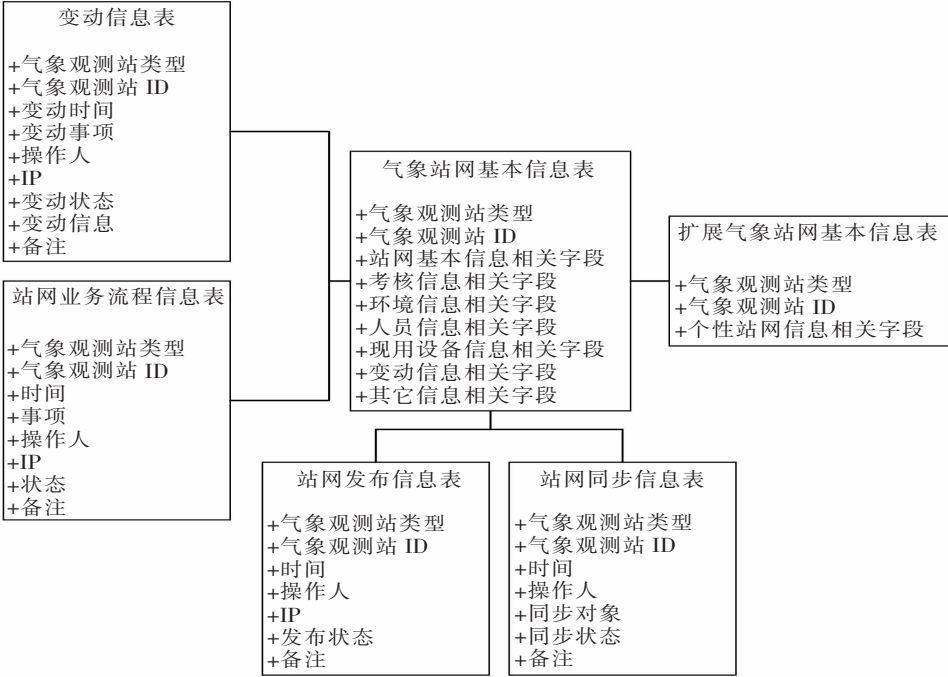 变动信息表
+气象观测站类型
+气象观测站 ID
+变动时间
+变动事项
+操作人
+IP
+变动状态
+变动信息
+备注
站网业务流程信息表
+气象观测站类型
+气象观测站 ID
+时间
+事项
+操作人
+IP
+状态
+备注
气象站网基本信息表
+气象观测站类型
+气象观测站 ID
+站网基本信息相关字段
+考核信息相关字段
+环境信息相关字段
+人员信息相关字段
+现用设备信息相关字段
+变动信息相关字段
+其它信息相关字段
扩展气象站网基本信息表
+气象观测站类型
+气象观测站 ID
+个性站网信息相关字段
站网发布信息表
+气象观测站类型
+气象观测站 ID
+时间
+操作人
+IP
+发布状态
+备注
站网同步信息表
+气象观测站类型
+气象观测站 ID
+时间
+操作人
+同步对象
+同步状态
+备注